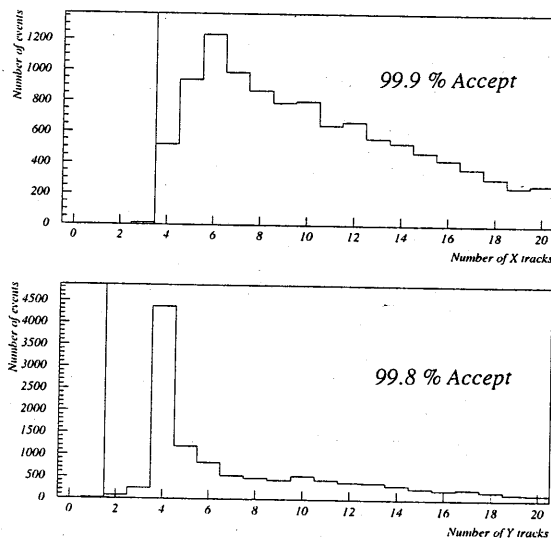 Number of events
1200
1000
800
600
400
200
0
99.9 % Accept
0 2 4 6 8 10 12 14 16 18 20
Number of X tracks
Number of events
4500
4000
3500
3000
2500
2000
1500
1000
500
0
99.8 % Accept
0 2 4 6 8 10 12 14 16 18 20
Number of Y tracks